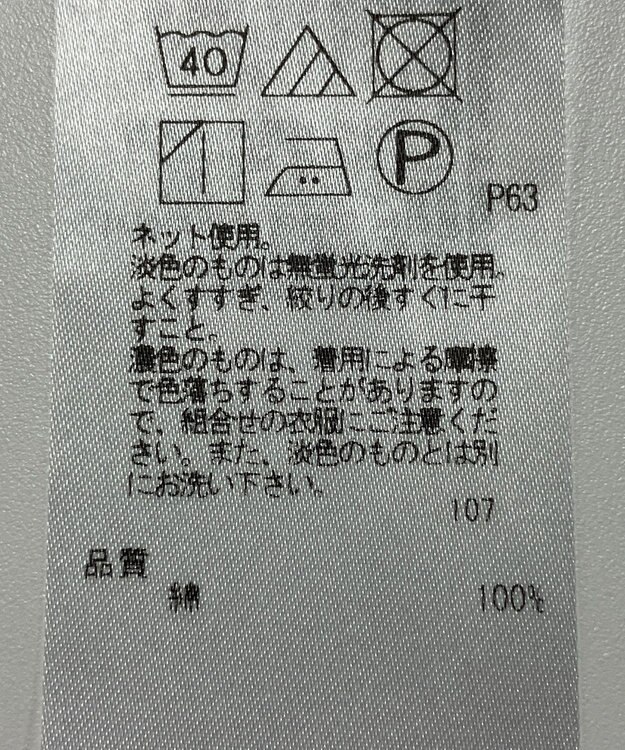 40
P
P63
ネット使用。
淡色のものは無蛍光洗剤を使用。
よくすすぎ、絞りの後すぐに干
すこと。
濃色のものは、着用による摩擦
で色落ちすることがありますの
で、組合せの衣服にご注意くだ
さい。また、淡色のものとは別
にお洗い下さい。
107
品質
綿 100%